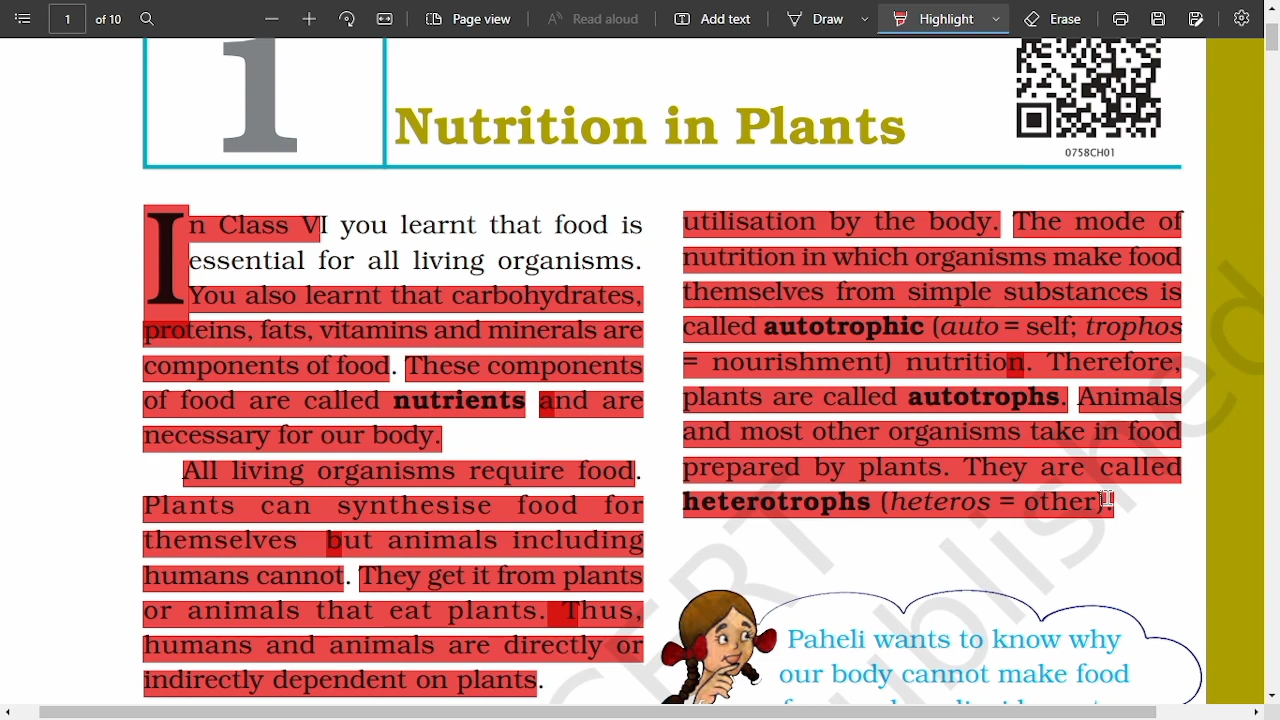 of 10
Page view
Read aloud
Add text
Draw
Highlight
Erase
1
Nutrition in Plants
0758CH01
In Class VI you learnt that food is
essential for all living organisms.
You also learnt that carbohydrates,
proteins, fats, vitamins and minerals are
components of food. These components
of food are called nutrients and are
necessary for our body.
All living organisms require food.
Plants can synthesise food for
themselves but animals including
humans cannot. They get it from plants
or animals that eat plants. Thus,
humans and animals are directly or
indirectly dependent on plants.
utilisation by the body. The mode of
nutrition in which organisms make food
themselves from simple substances is
called autotrophic (auto = self; trophos
= nourishment) nutrition. Therefore,
plants are called autotrophs. Animals
and most other organisms take in food
prepared by plants. They are called
heterotrophs (heteros = other).
Paheli wants to know why
our body cannot make food